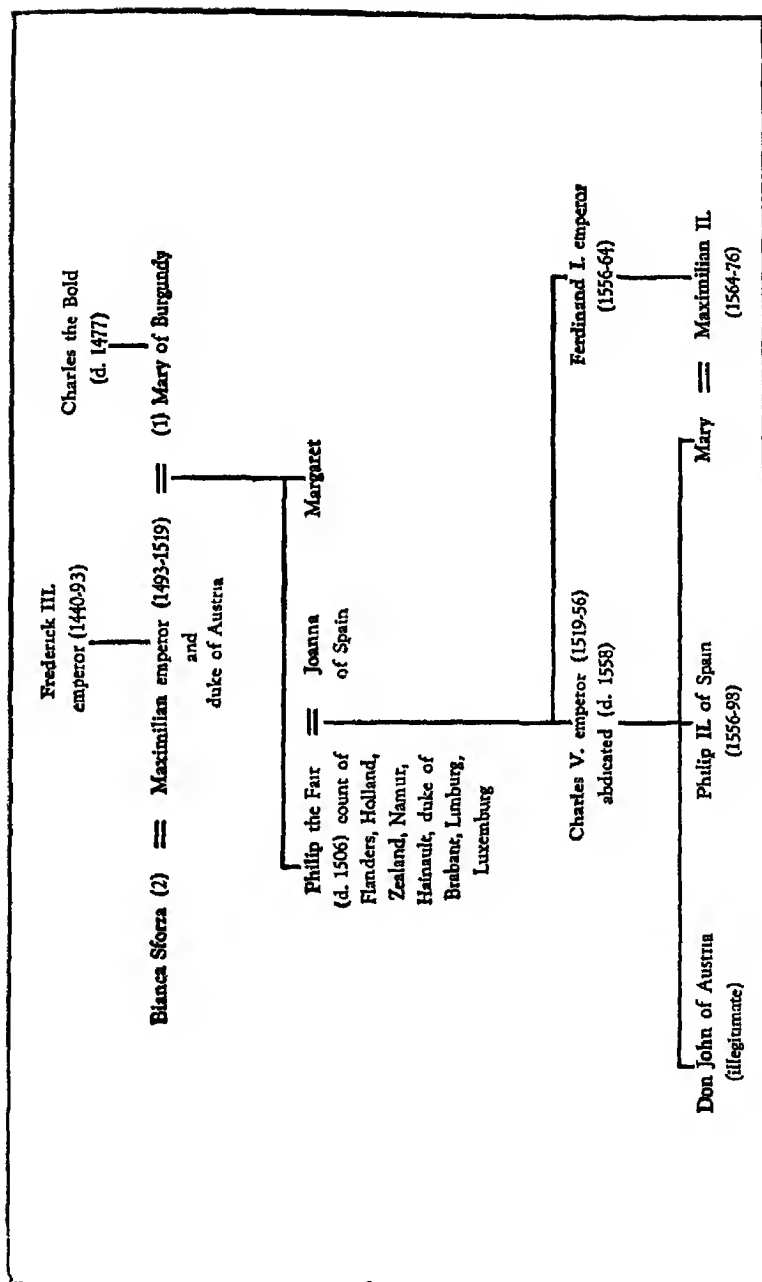 Frederick III.
emperor (1440-93)
Charles the Bold
(d. 1477)
Bianca Sforza (2) = Maximilian emperor (1493-1519) = (1) Mary of Burgundy
and
duke of Austria
Philip the Fair = Joanna
(d. 1506) count of
Flanders, Holland,
Zealand, Namur,
Hainault, duke of
Brabant, Limburg,
Luxemburg
of Spain
Margaret
Charles V. emperor (1519-56)
abdicated (d. 1558)
Ferdinand I. emperor
(1556-64)
Don John of Austria
(illegitimate)
Philip II. of Spain
(1556-98)
Mary = Maximilian II.
(1564-76)